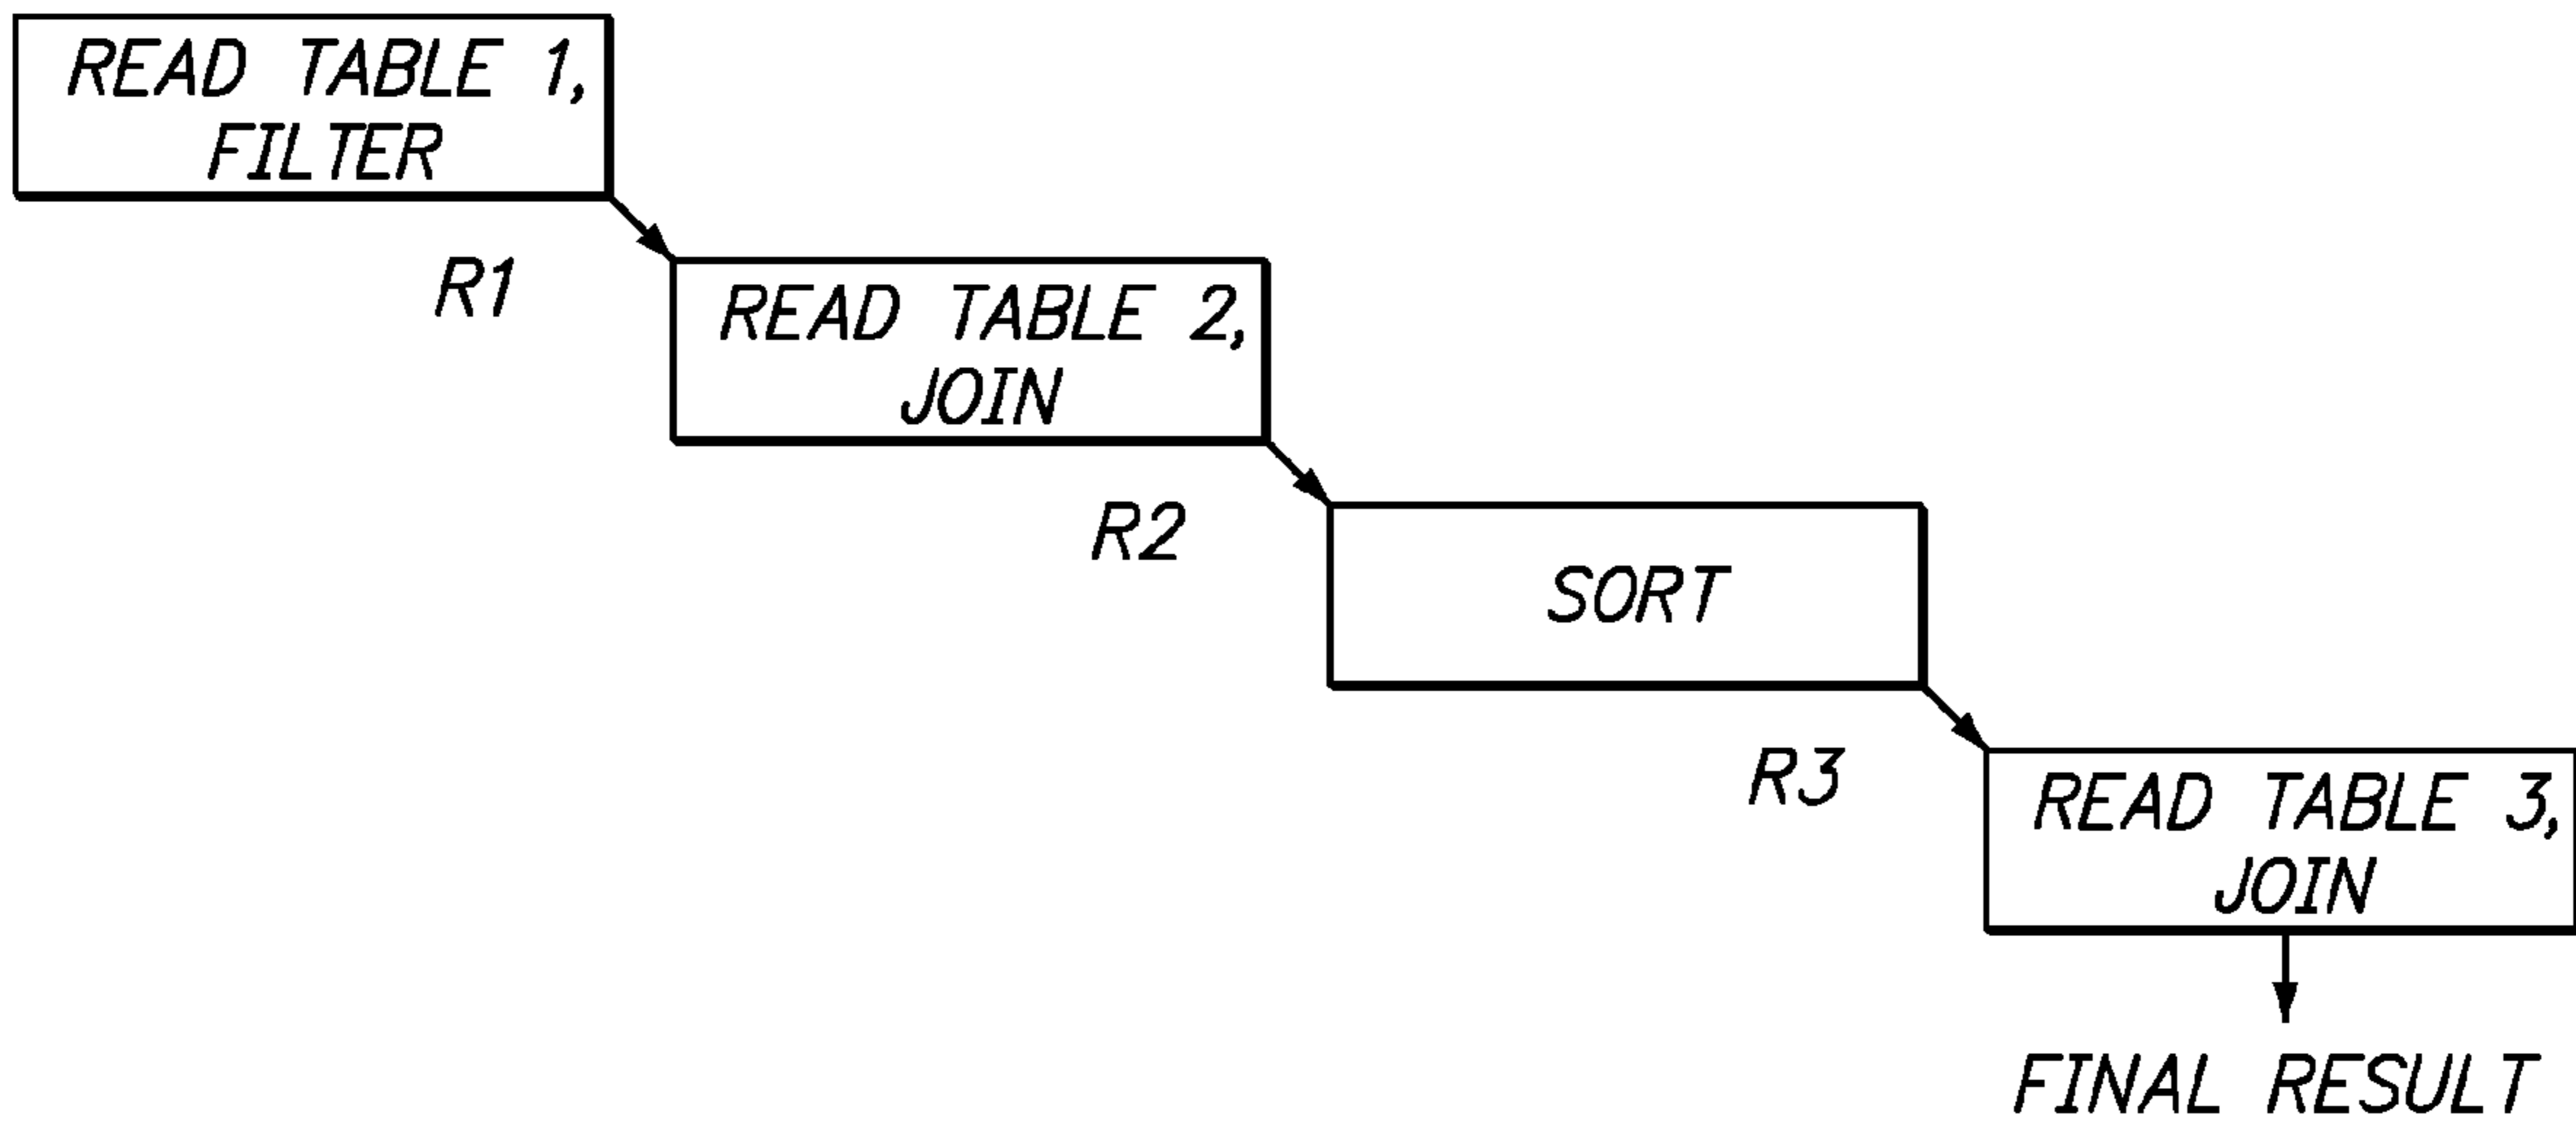 READ TABLE 1,
FILTER
R1
READ TABLE 2,
JOIN
R2
SORT
R3
READ TABLE 3,
JOIN
FINAL RESULT